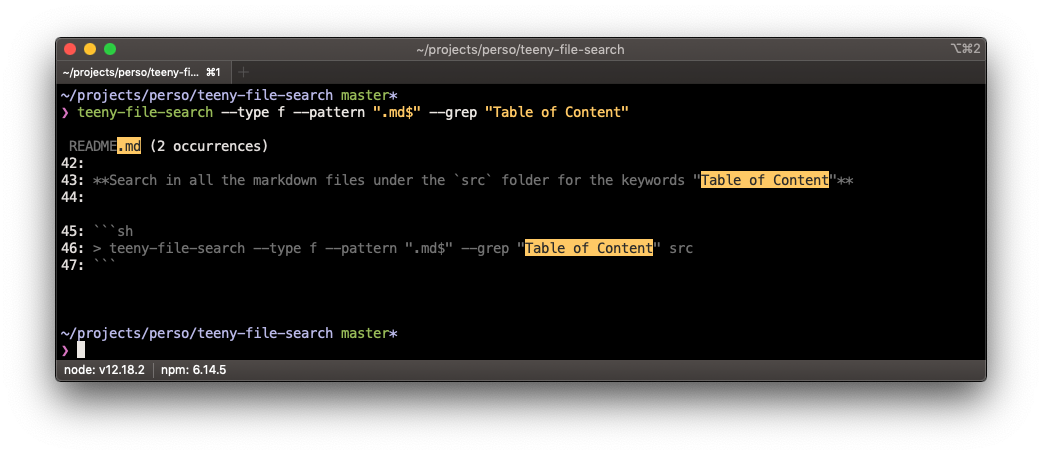 ~/projects/perso/teeny-file-search ⌥⌘2
~/projects/perso/teeny-fi... ⌘1 +
~/projects/perso/teeny-file-search master*
❯ teeny-file-search --type f --pattern ".md$" --grep "Table of Content"
README.md (2 occurrences)
42:
43: **Search in all the markdown files under the `src` folder for the keywords "Table of Content"**
44:
45: ```sh
46: > teeny-file-search --type f --pattern ".md$" --grep "Table of Content" src
47: ```
~/projects/perso/teeny-file-search master*
❯
node: v12.18.2 npm: 6.14.5